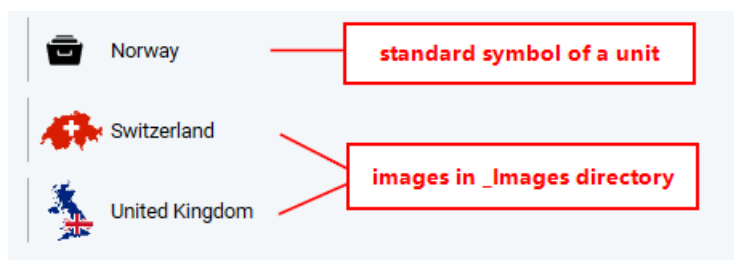 Norway
standard symbol of a unit
Switzerland
images in _Images directory
United Kingdom